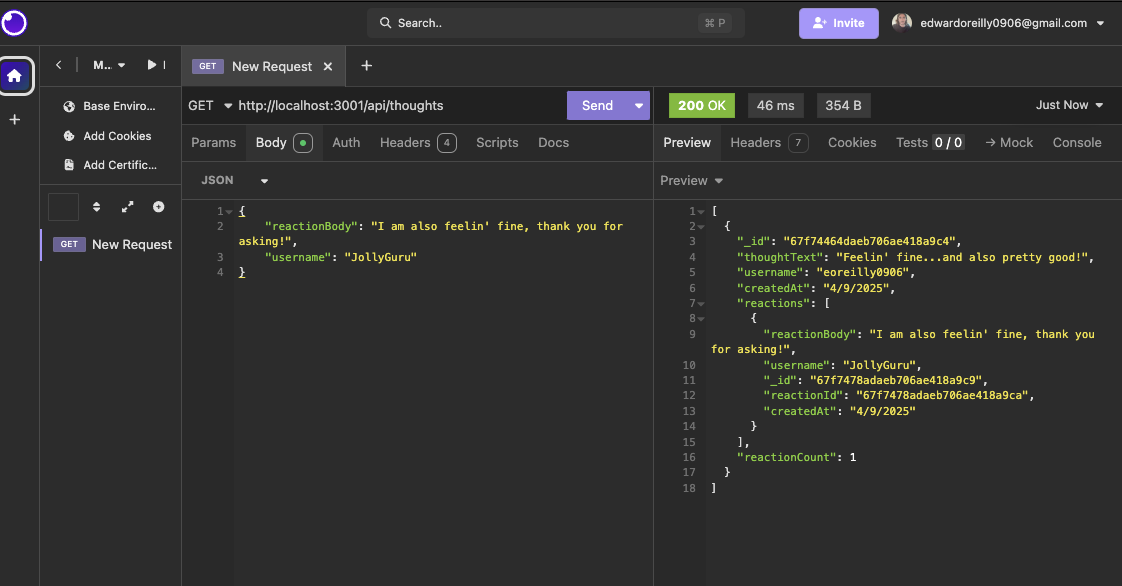 Search..
⌘ P
Invite
edwardoreilly0906@gmail.com
M...
GET New Request
Base Enviro...
Add Cookies
Add Certific...
GET New Request
GET http://localhost:3001/api/thoughts
Send
Params Body Auth Headers 4 Scripts Docs
JSON
1 {
2 "reactionBody": "I am also feelin' fine, thank you for
asking!",
3 "username": "JollyGuru"
4 }
200 OK 46 ms 354 B Just Now
Preview Headers 7 Cookies Tests 0 / 0 Mock Console
Preview
1 [
2 {
3 "_id": "67f74464daeb706ae418a9c4",
4 "thoughtText": "Feelin' fine...and also pretty good!",
5 "username": "eoreilly0906",
6 "createdAt": "4/9/2025",
7 "reactions": [
8 {
9 "reactionBody": "I am also feelin' fine, thank you
for asking!",
10 "username": "JollyGuru",
11 "_id": "67f7478adaeb706ae418a9c9",
12 "reactionId": "67f7478adaeb706ae418a9ca",
13 "createdAt": "4/9/2025"
14 }
15 ],
16 "reactionCount": 1
17 }
18 ]